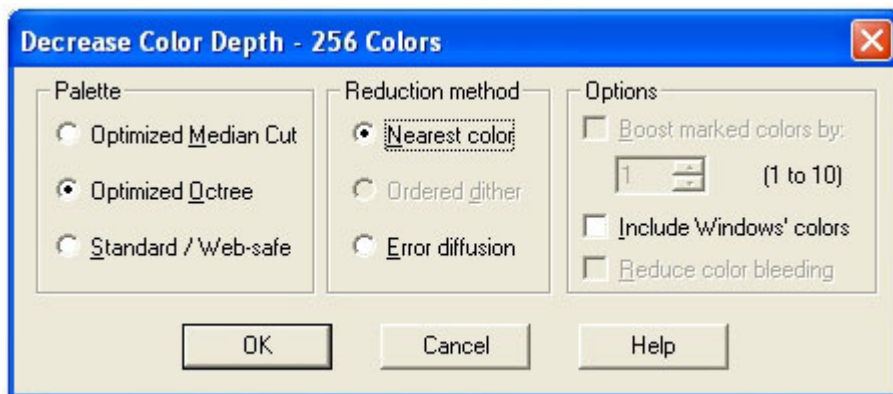 Decrease Color Depth - 256 Colors
Palette
Optimized Median Cut
Optimized Octree
Standard / Web-safe
Reduction method
Nearest color
Ordered dither
Error diffusion
Options
Boost marked colors by:
1 (1 to 10)
Include Windows' colors
Reduce color bleeding
OK
Cancel
Help